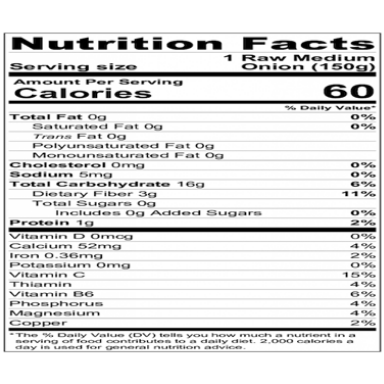 Nutrition Facts
1 Raw Medium
Serving size Onion (150g)
Amount Per Serving
Calories 60
% Daily Value*
Total Fat 0g 0%
Saturated Fat 0g 0%
Trans Fat 0g
Polyunsaturated Fat 0g
Monounsaturated Fat 0g
Cholesterol 0mg 0%
Sodium 5mg 0%
Total Carbohydrate 16g 6%
Dietary Fiber 3g 11%
Total Sugars 0g
Includes 0g Added Sugars 0%
Protein 1g 2%
Vitamin D 0mcg 0%
Calcium 52mg 4%
Iron 0.36mg 2%
Potassium 0mg 0%
Vitamin C 15%
Thiamin 4%
Vitamin B6 6%
Phosphorus 4%
Magnesium 4%
Copper 2%
*The % Daily Value (DV) tells you how much a nutrient in a
serving of food contributes to a daily diet. 2,000 calories a
day is used for general nutrition advice.